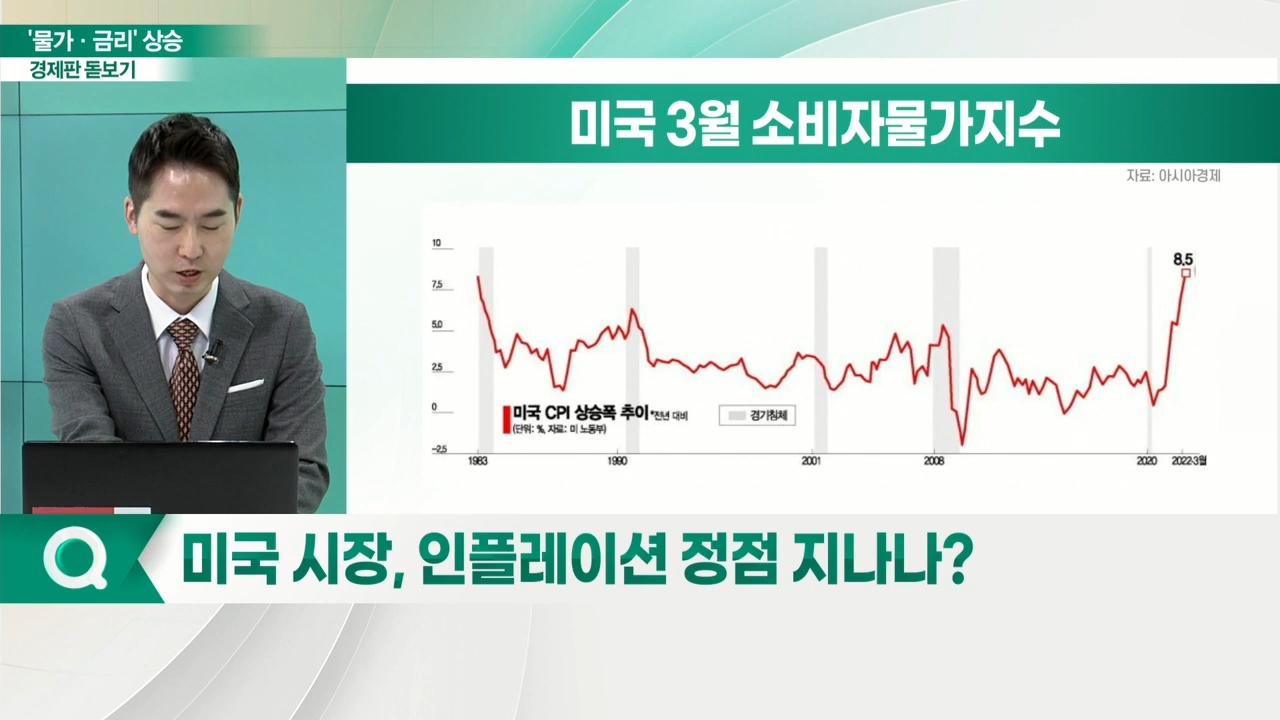 '물가 · 금리' 상승
경제판 돋보기
미국 3월 소비자물가지수
자료: 아시아경제
10
7.5
5.0
2.5
0
-2.5
8.5
미국 CPI 상승폭 추이 *전년 대비
(단위: %, 자료: 미 노동부)
경기침체
1983
1990
2001
2008
2020
2022·3월
Q
미국 시장, 인플레이션 정점 지나나?